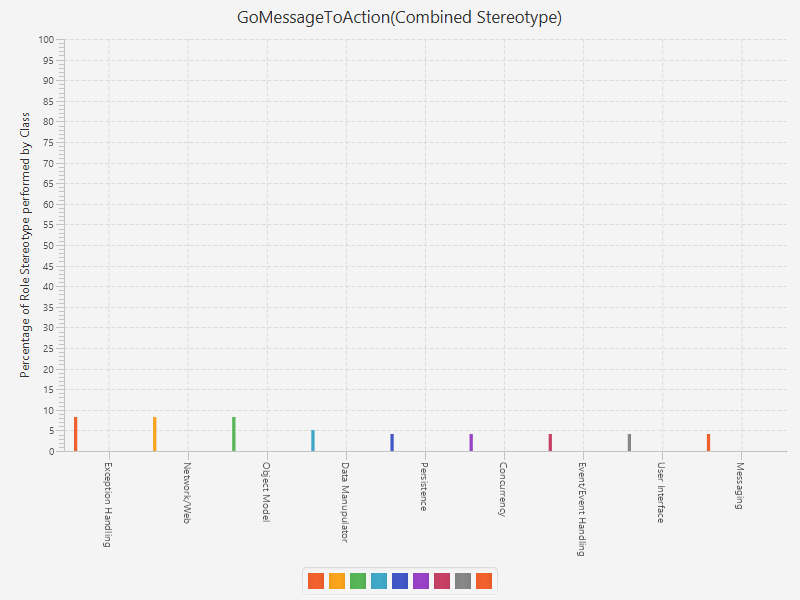 GoMessageToAction(Combined Stereotype)
Percentage of Role Stereotype performed by Class
100
95
90
85
80
75
70
65
60
55
50
45
40
35
30
25
20
15
10
5
0
Exception Handling
Network/Web
Object Model
Data Manupulator
Persistence
Concurrency
Event/Event Handling
User Interface
Messaging